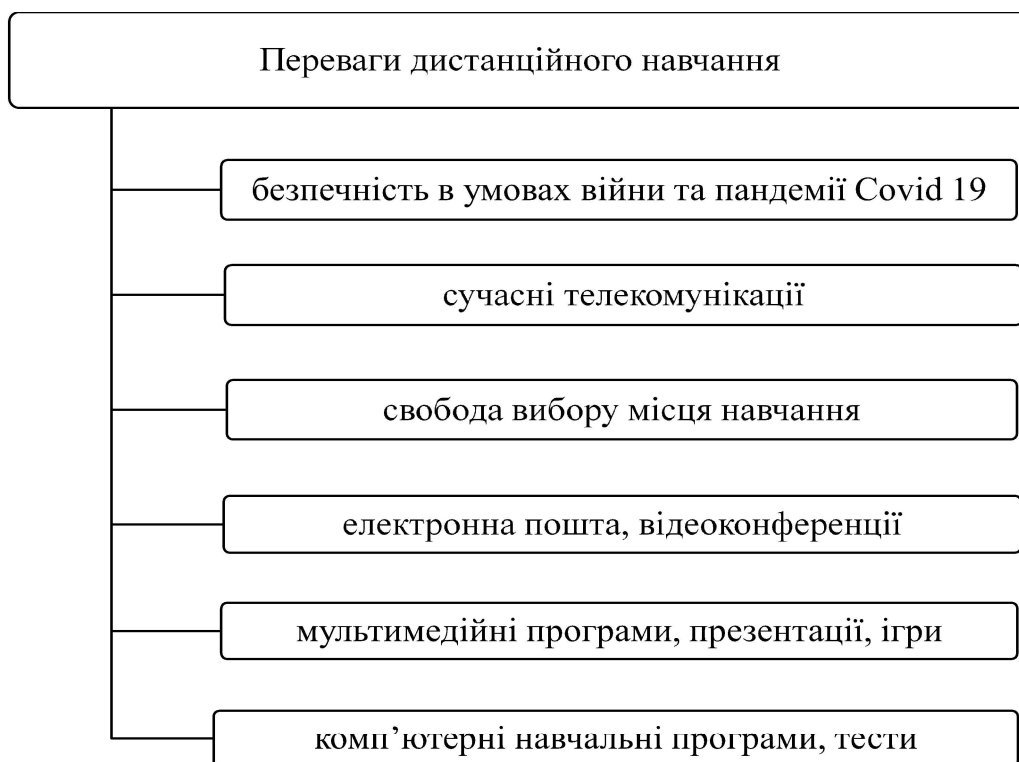 Переваги дистанційного навчання
безпечність в умовах війни та пандемії Covid 19
сучасні телекомунікації
свобода вибору місця навчання
електронна пошта, відеоконференції
мультимедійні програми, презентації, ігри
комп’ютерні навчальні програми, тести